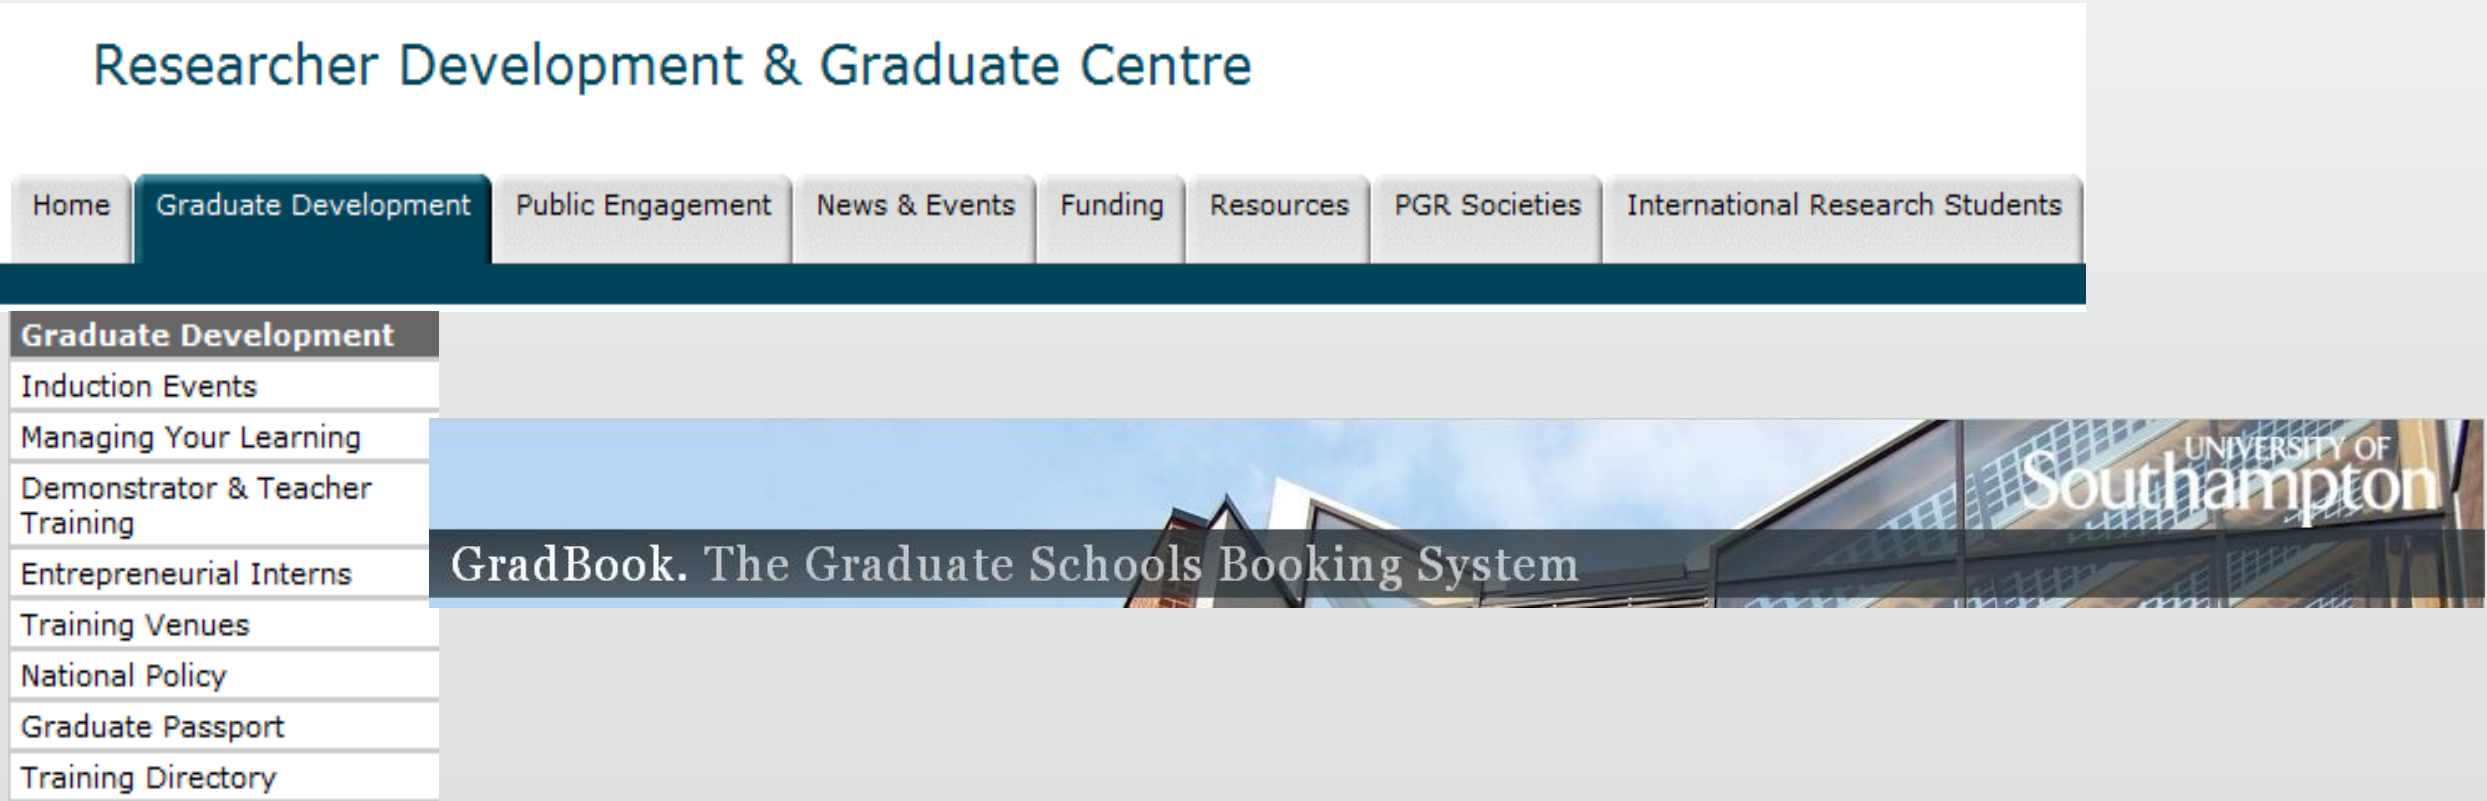 Researcher Development & Graduate Centre
Home Graduate Development Public Engagement News & Events Funding Resources PGR Societies International Research Students
Graduate Development
Induction Events
Managing Your Learning
Demonstrator & Teacher
Training
Entrepreneurial Interns
Training Venues
National Policy
Graduate Passport
Training Directory
UNIVERSITY OF
Southampton
GradBook. The Graduate Schools Booking System